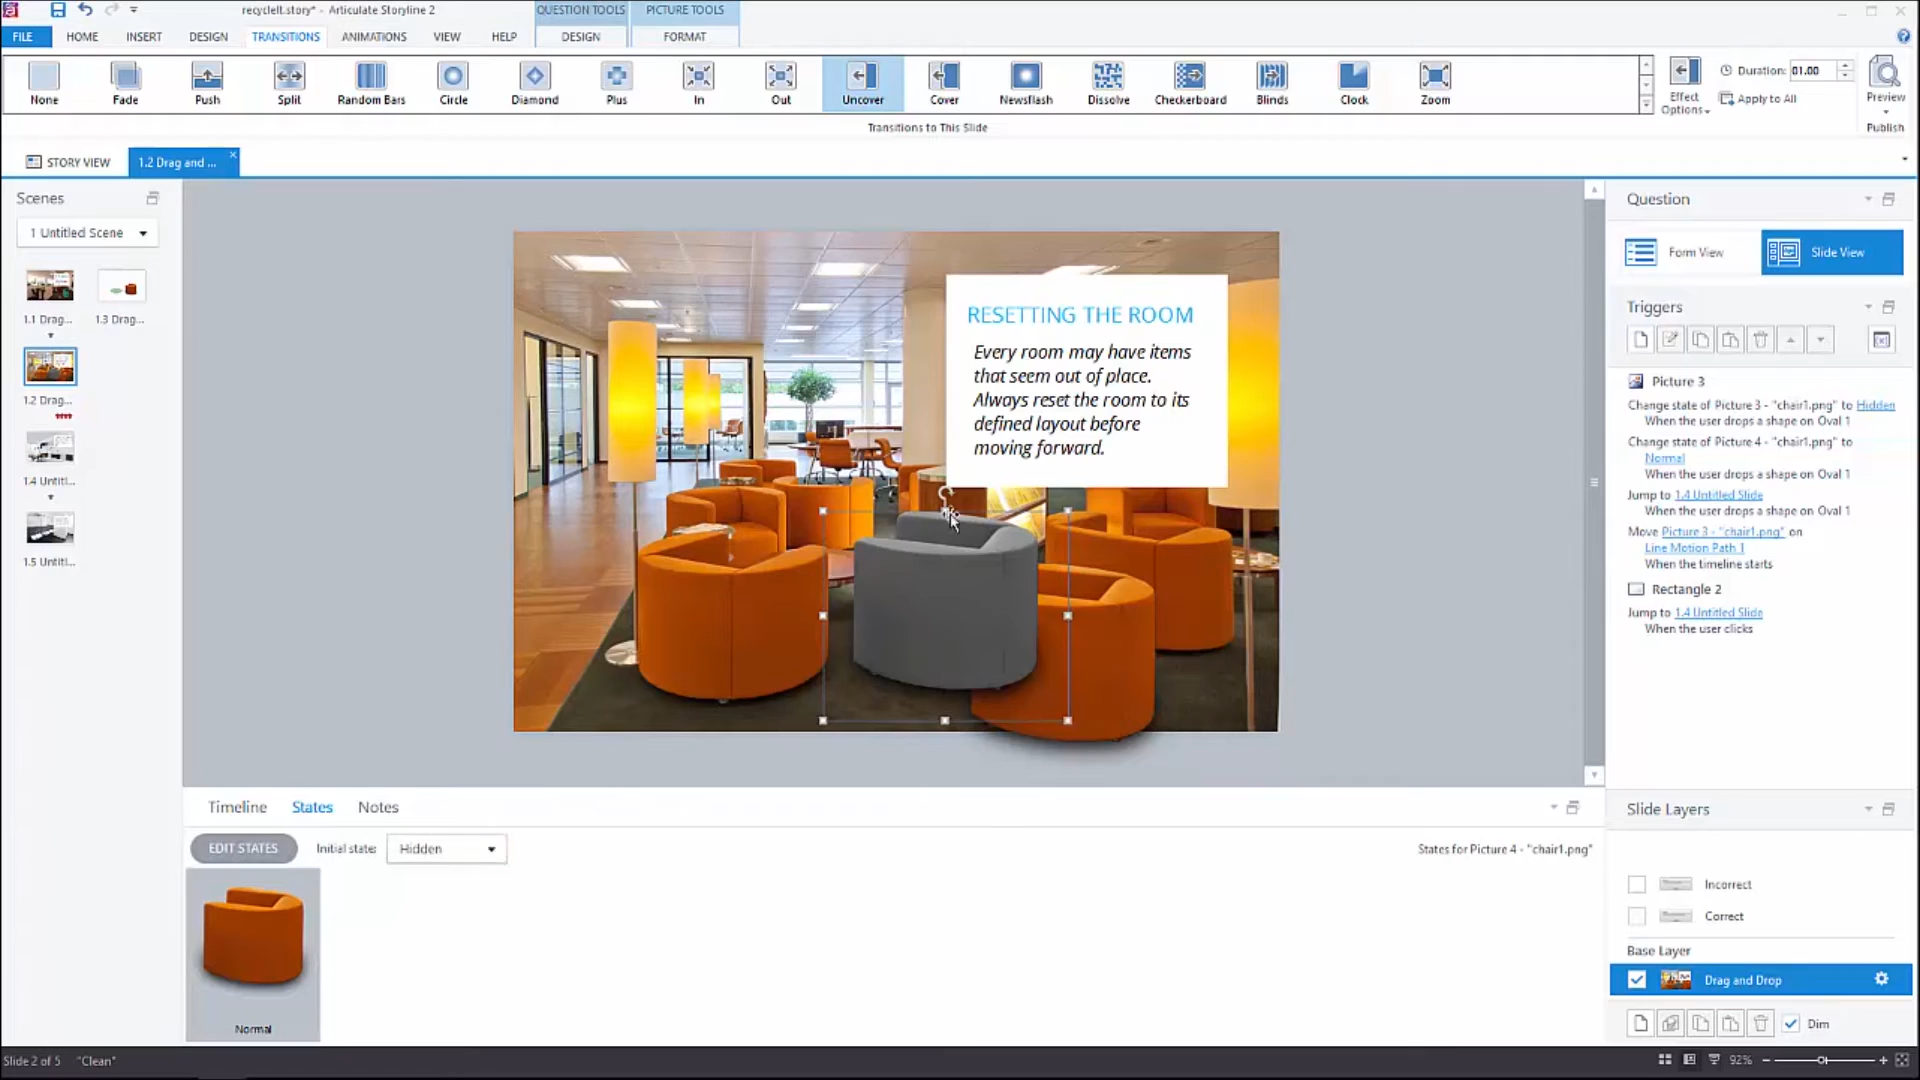 recycleIt.story* - Articulate Storyline 2
QUESTION TOOLS
PICTURE TOOLS
FILE
HOME
INSERT
DESIGN
TRANSITIONS
ANIMATIONS
VIEW
HELP
DESIGN
FORMAT
None
Fade
Push
Split
Random Bars
Circle
Diamond
Plus
In
Out
Uncover
Cover
Newsflash
Dissolve
Checkerboard
Blinds
Clock
Zoom
Effect
Options
Duration: 01.00
Apply to All
Preview
Transitions to This Slide
Publish
STORY VIEW
1.2 Drag and ...
Scenes
1 Untitled Scene
1.1 Drag...
1.3 Drag...
1.2 Drag...
1.4 Untitl...
1.5 Untitl...
RESETTING THE ROOM
Every room may have items
that seem out of place.
Always reset the room to its
defined layout before
moving forward.
Question
Form View
Slide View
Triggers
Picture 3
Change state of Picture 3 - "chair1.png" to Hidden
When the user drops a shape on Oval 1
Change state of Picture 4 - "chair1.png" to
Normal
When the user drops a shape on Oval 1
Jump to 1.4 Untitled Slide
When the user drops a shape on Oval 1
Move Picture 3 - "chair1.png" on
Line Motion Path 1
When the timeline starts
Rectangle 2
Jump to 1.4 Untitled Slide
When the user clicks
Timeline
States
Notes
EDIT STATES
Initial state:
Hidden
States for Picture 4 - "chair1.png"
Normal
Slide Layers
Incorrect
Correct
Base Layer
Drag and Drop
Dim
Slide 2 of 5
"Clean"
92%